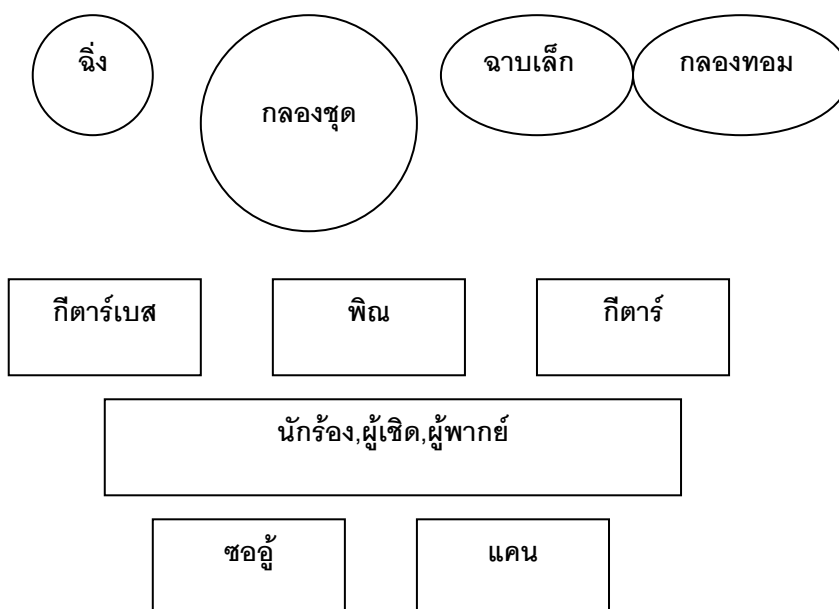 ฉิ่ง
กลองชุด
ฉาบเล็ก
กลองทอม
กีตาร์เบส
พิณ
กีตาร์
นักร้อง,ผู้เชิด,ผู้พากย์
ซออู้
แคน